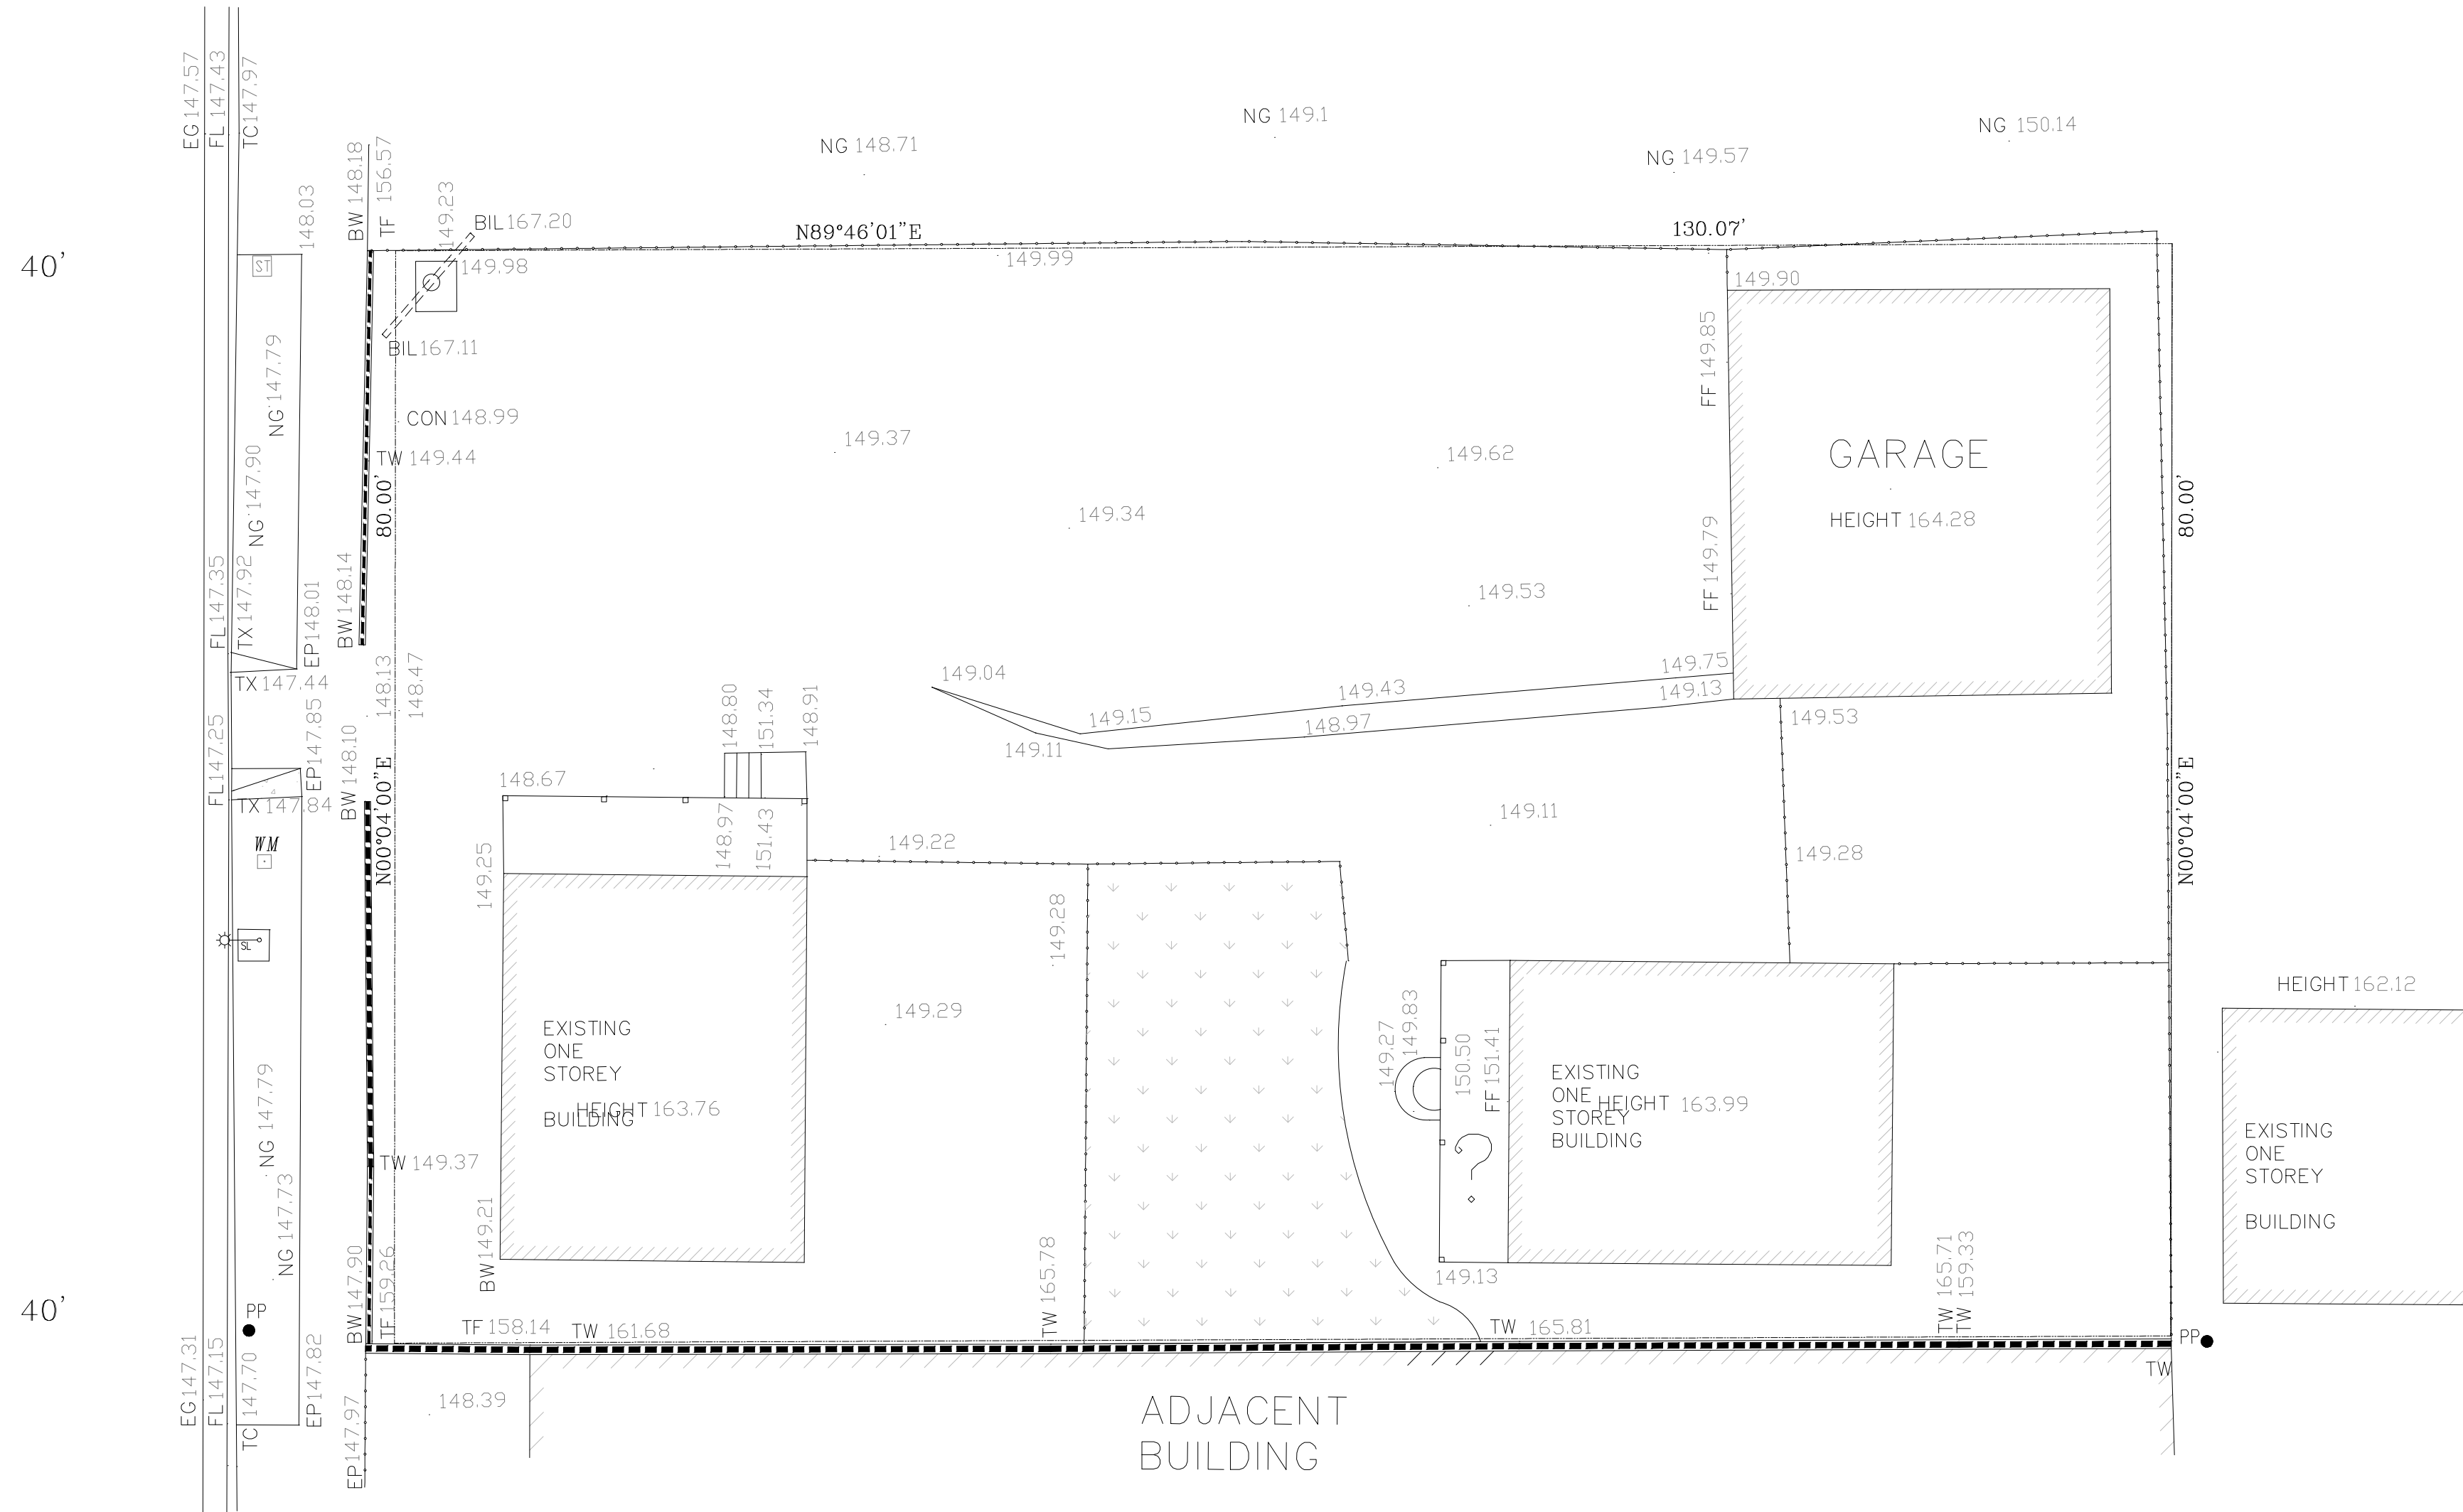 EG 147.57
FL 147.43
TC 147.97
40'
148.03
BW 148.18
TF 156.57
149.23
BIL 167.20
149.98
BIL 167.11
NG 148.71
NG 149.1
NG 149.57
NG 150.14
N89°46'01"E
130.07'
149.99
149.90
ST
NG 147.79
NG 147.90
CON 148.99
TW 149.44
80.00'
149.37
149.62
149.34
149.53
FF 149.85
FF 149.79
GARAGE
HEIGHT 164.28
80.00'
FL 147.35
TX 147.92
EP 148.01
BW 148.14
TX 147.44
148.13
148.47
FL 147.25
EP 147.85
BW 148.10
TX 147.84
N00°04'00"E
WM
SL
148.67
148.80
151.34
148.91
148.97
151.43
149.25
149.04
149.15
149.11
149.43
148.97
149.75
149.13
149.53
149.22
149.11
149.28
N00°04'00"E
149.28
149.29
EXISTING
ONE
STOREY
BUILDING
HEIGHT 163.76
149.27
149.83
150.50
FF 151.41
?
EXISTING
ONE
STOREY
BUILDING
HEIGHT 163.99
HEIGHT 162.12
EXISTING
ONE
STOREY
BUILDING
NG 147.79
NG 147.73
TW 149.37
BW 149.21
BW 147.90
TF 159.26
TW 165.78
149.13
TW 165.71
TW 159.33
40'
PP
TF 158.14
TW 161.68
TW 165.81
PP
TW
EG 147.31
FL 147.15
TC 147.70
EP 147.82
EP 147.97
148.39
ADJACENT
BUILDING